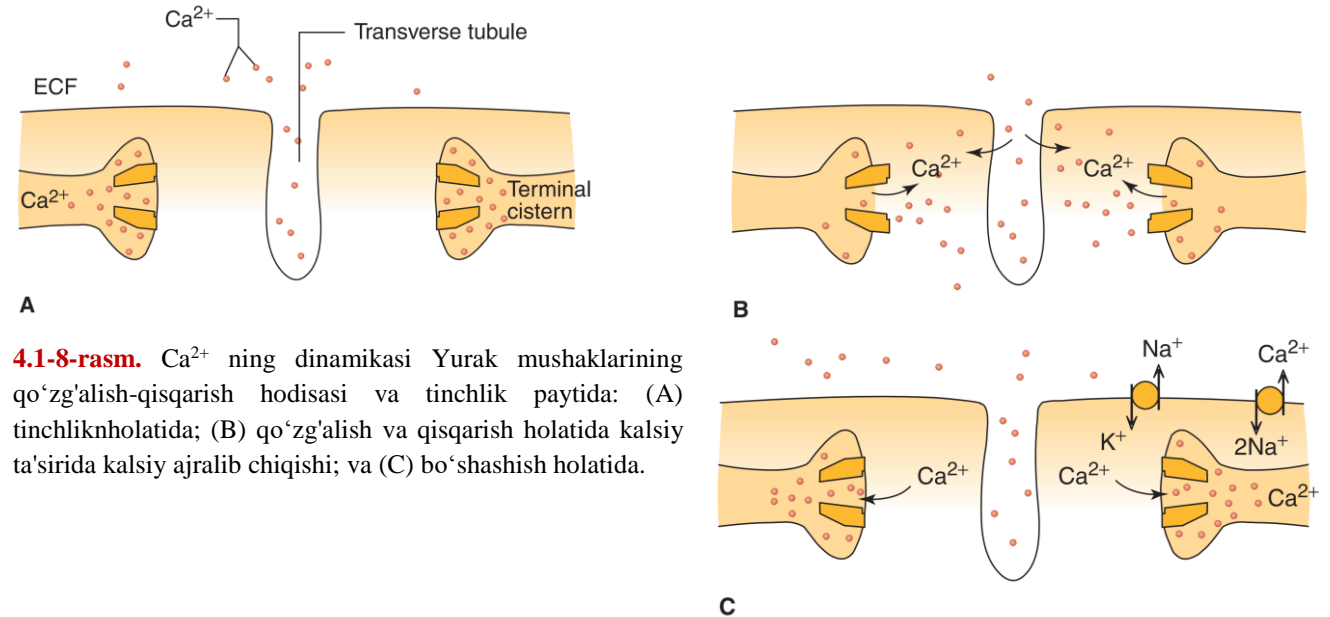 Ca²⁺
Transverse tubule
ECF
Ca²⁺
Terminal
cistern
A
4.1-8-rasm. Ca²⁺ ning dinamikasi Yurak mushaklarining
qo‘zg'alish-qisqarish hodisasi va tinchlik paytida: (A)
tinchliknholatida; (B) qo‘zg'alish va qisqarish holatida kalsiy
ta'sirida kalsiy ajralib chiqishi; va (C) bo‘shashish holatida.
Ca²⁺
Ca²⁺
B
Na⁺
Ca²⁺
K⁺
2Na⁺
Ca²⁺
Ca²⁺
Ca²⁺
C